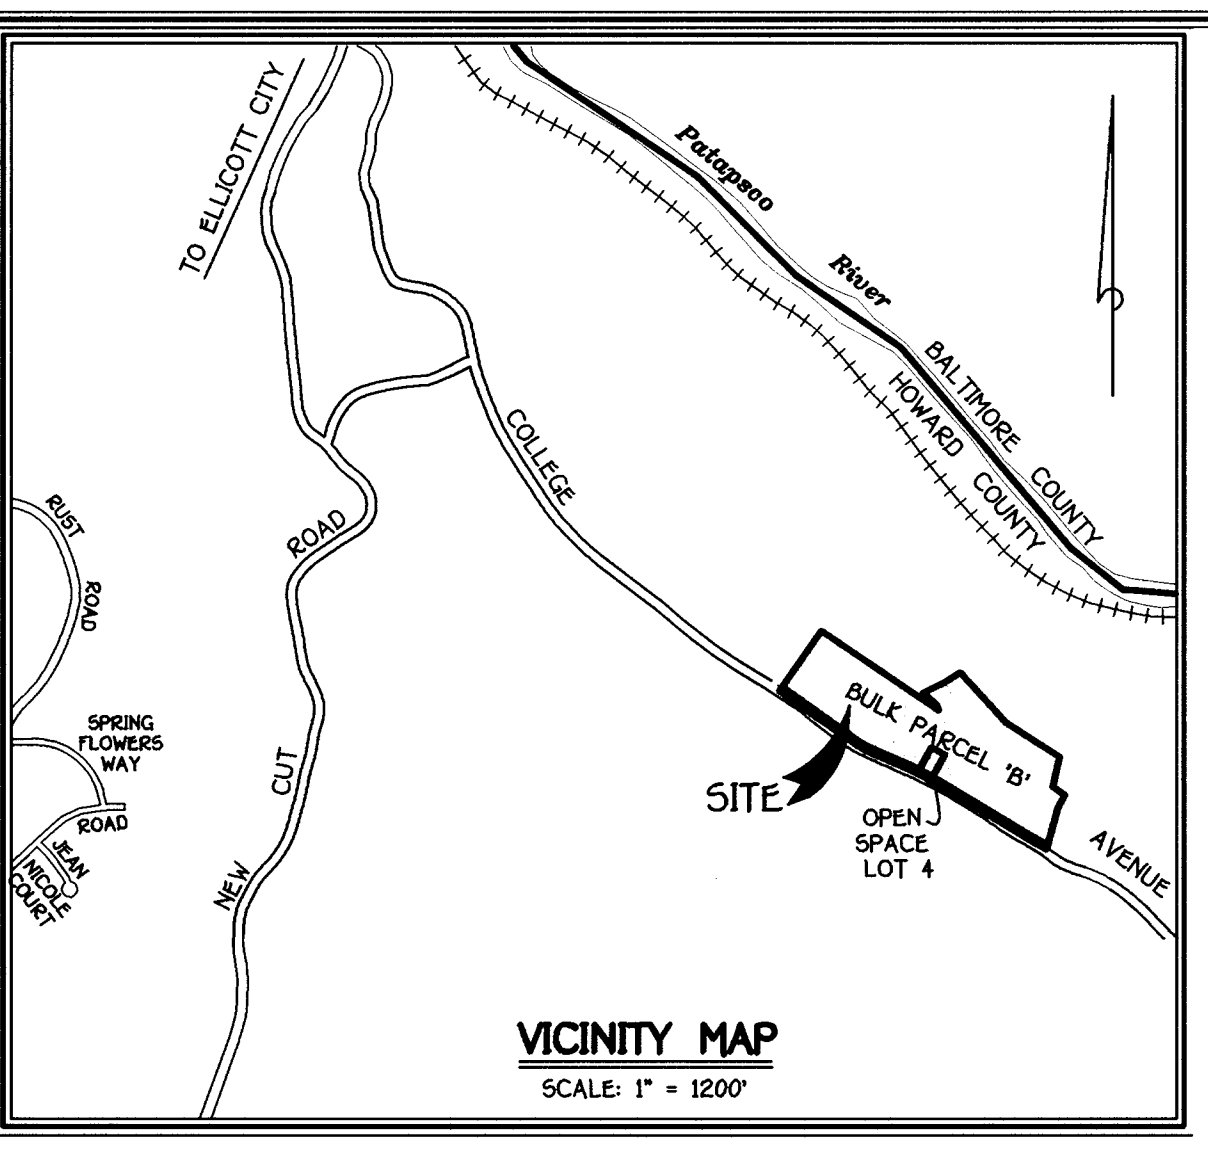 TO ELLICOTT CITY
Patapsco
River
BALTIMORE COUNTY
HOWARD COUNTY
COLLEGE
ROAD
RUST
ROAD
SPRING
FLOWERS
WAY
ROAD
JEAN
NICOLE
COURT
CUT
NEW
BULK PARCEL 'B'
SITE
OPEN
SPACE
LOT 4
AVENUE
VICINITY MAP
SCALE: 1" = 1200'